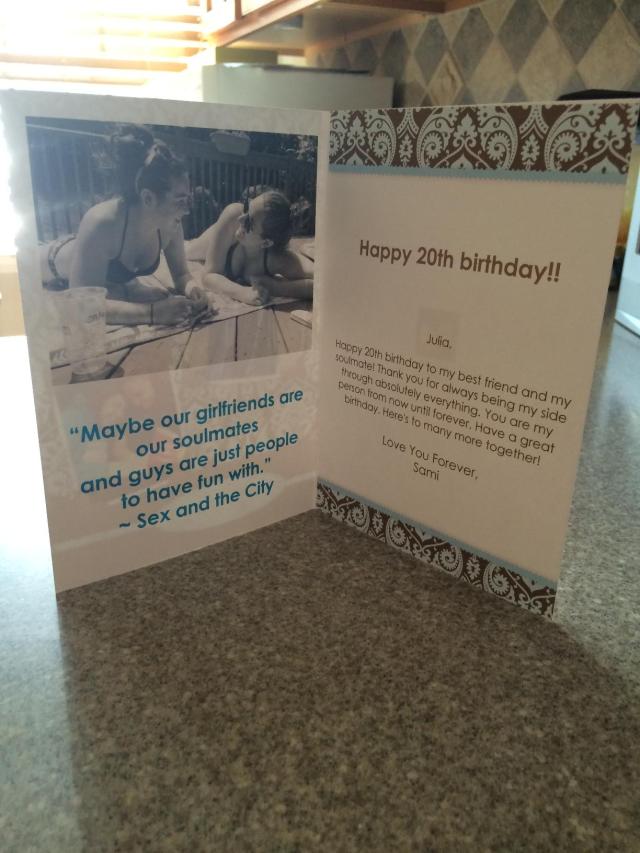 “Maybe our girlfriends are
our soulmates
and guys are just people
to have fun with.”
~ Sex and the City
Happy 20th birthday!!
Julia,
Happy 20th birthday to my best friend and my
soulmate! Thank you for always being my side
through absolutely everything. You are my
person from now until forever. Have a great
birthday. Here's to many more together!
Love You Forever,
Sami